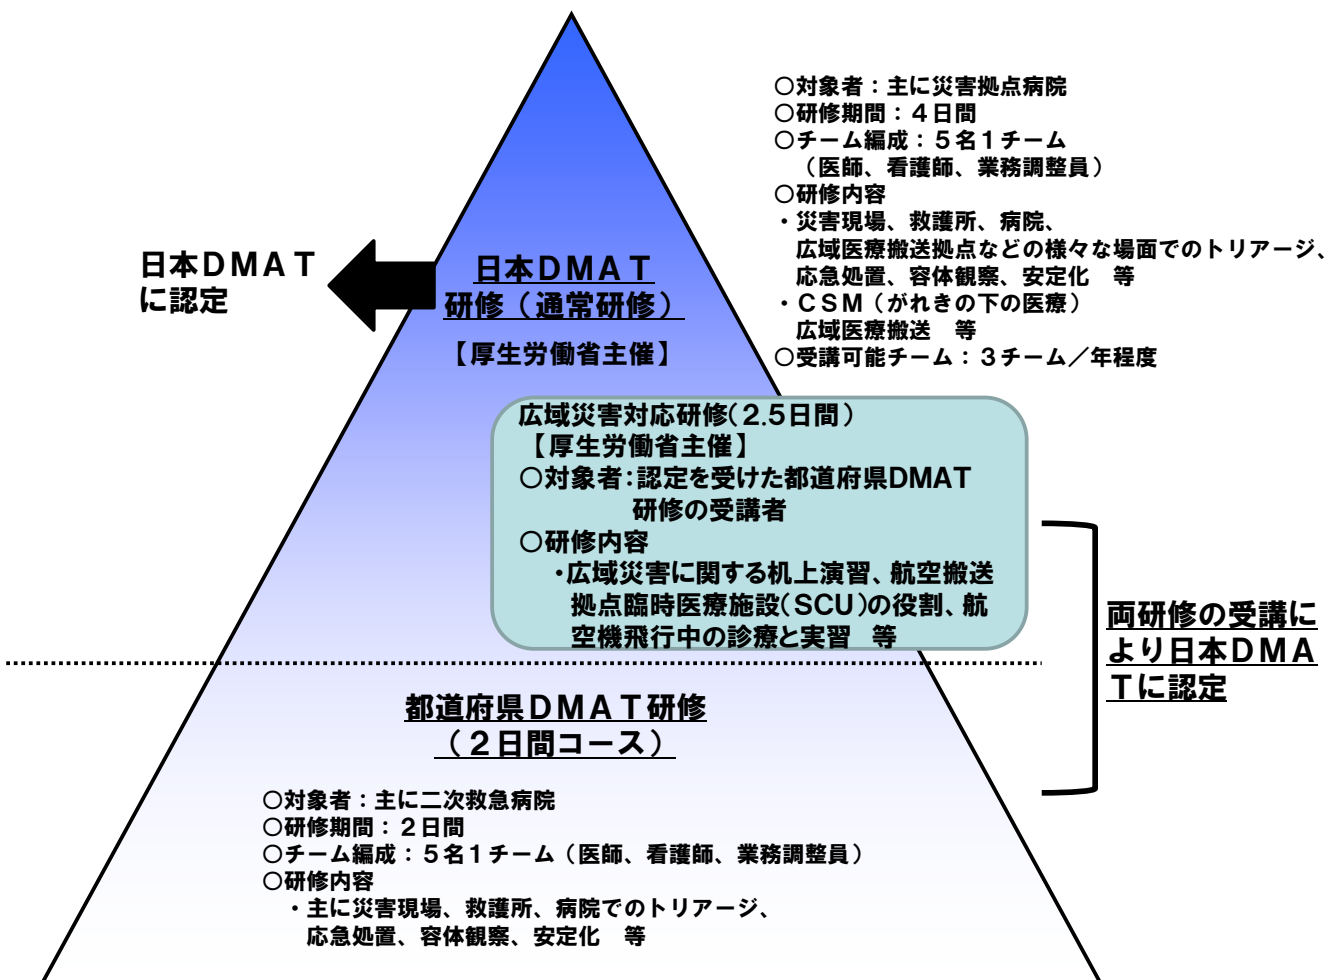 ○対象者：主に災害拠点病院
○研修期間：４日間
○チーム編成：５名１チーム
（医師、看護師、業務調整員）
○研修内容
・災害現場、救護所、病院、
広域医療搬送拠点などの様々な場面でのトリアージ、
応急処置、容体観察、安定化　等
・ＣＳＭ（がれきの下の医療）
広域医療搬送　等
○受講可能チーム：３チーム／年程度
日本ＤＭＡＴ
に認定
日本ＤＭＡＴ
研修（通常研修）
【厚生労働省主催】
広域災害対応研修(2.5日間)
【厚生労働省主催】
○対象者：認定を受けた都道府県DMAT
研修の受講者
○研修内容
・広域災害に関する机上演習、航空搬送
拠点臨時医療施設(SCU)の役割、航
空機飛行中の診療と実習　等
両研修の受講に
より日本ＤＭＡ
Ｔに認定
都道府県ＤＭＡＴ研修
（２日間コース）
○対象者：主に二次救急病院
○研修期間：２日間
○チーム編成：５名１チーム（医師、看護師、業務調整員）
○研修内容
・主に災害現場、救護所、病院でのトリアージ、
応急処置、容体観察、安定化　等